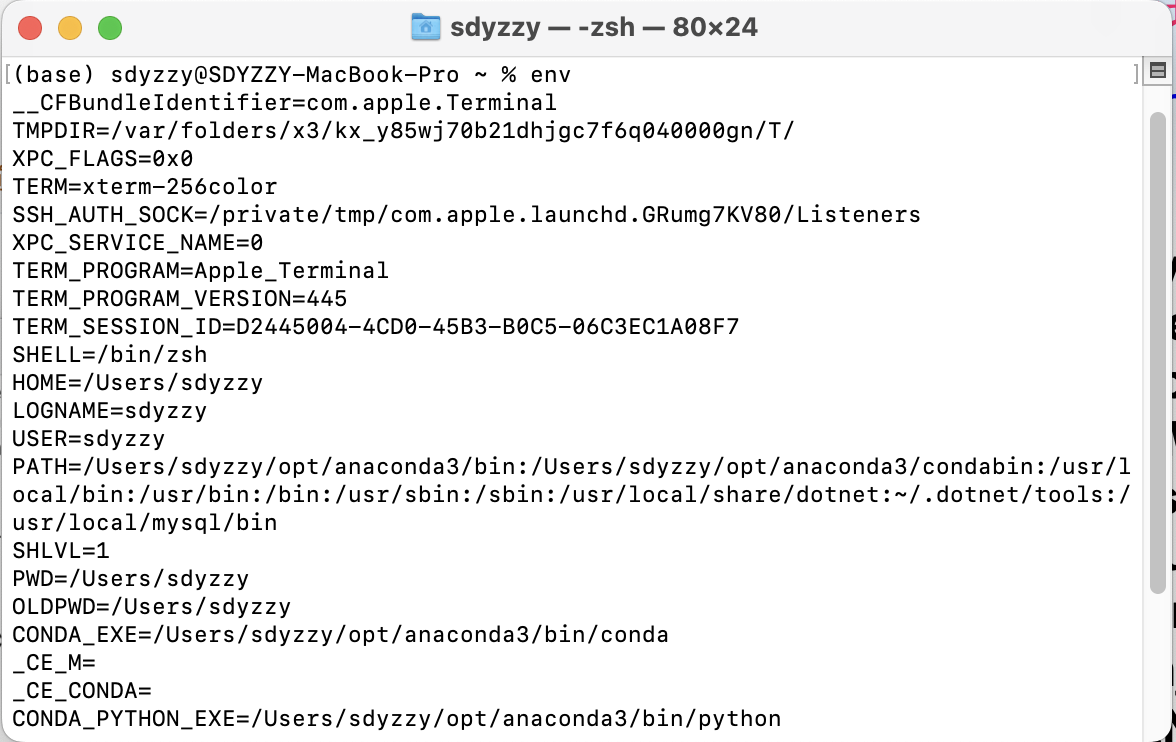 sdyzzy — -zsh — 80×24
[(base) sdyzzy@SDYZZY-MacBook-Pro ~ % env ]
__CFBundleIdentifier=com.apple.Terminal
TMPDIR=/var/folders/x3/kx_y85wj70b21dhjgc7f6q040000gn/T/
XPC_FLAGS=0x0
TERM=xterm-256color
SSH_AUTH_SOCK=/private/tmp/com.apple.launchd.GRumg7KV80/Listeners
XPC_SERVICE_NAME=0
TERM_PROGRAM=Apple_Terminal
TERM_PROGRAM_VERSION=445
TERM_SESSION_ID=D2445004-4CD0-45B3-B0C5-06C3EC1A08F7
SHELL=/bin/zsh
HOME=/Users/sdyzzy
LOGNAME=sdyzzy
USER=sdyzzy
PATH=/Users/sdyzzy/opt/anaconda3/bin:/Users/sdyzzy/opt/anaconda3/condabin:/usr/l
ocal/bin:/usr/bin:/bin:/usr/sbin:/sbin:/usr/local/share/dotnet:~/.dotnet/tools:/
usr/local/mysql/bin
SHLVL=1
PWD=/Users/sdyzzy
OLDPWD=/Users/sdyzzy
CONDA_EXE=/Users/sdyzzy/opt/anaconda3/bin/conda
_CE_M=
_CE_CONDA=
CONDA_PYTHON_EXE=/Users/sdyzzy/opt/anaconda3/bin/python